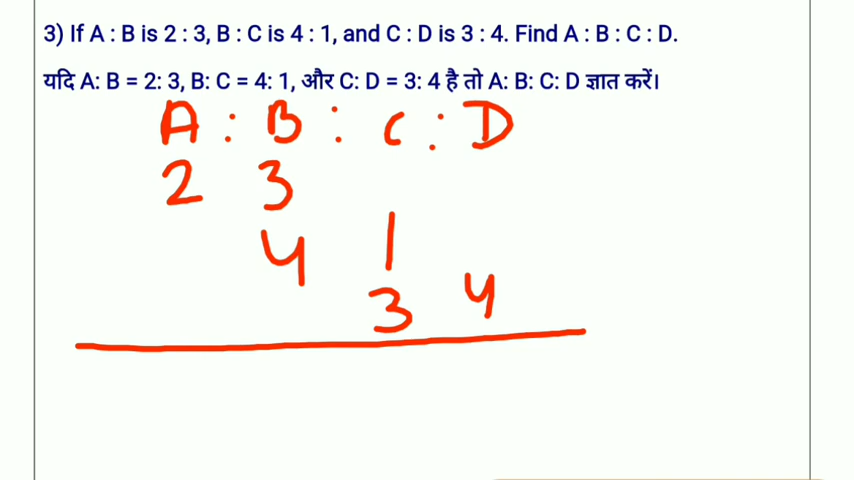 3) If A : B is 2 : 3, B : C is 4 : 1, and C : D is 3 : 4. Find A : B : C : D.
यदि A: B = 2: 3, B: C = 4: 1, और C: D = 3: 4 है तो A: B: C: D ज्ञात करें।
A : B : C : D
2 3
4 1
3 4